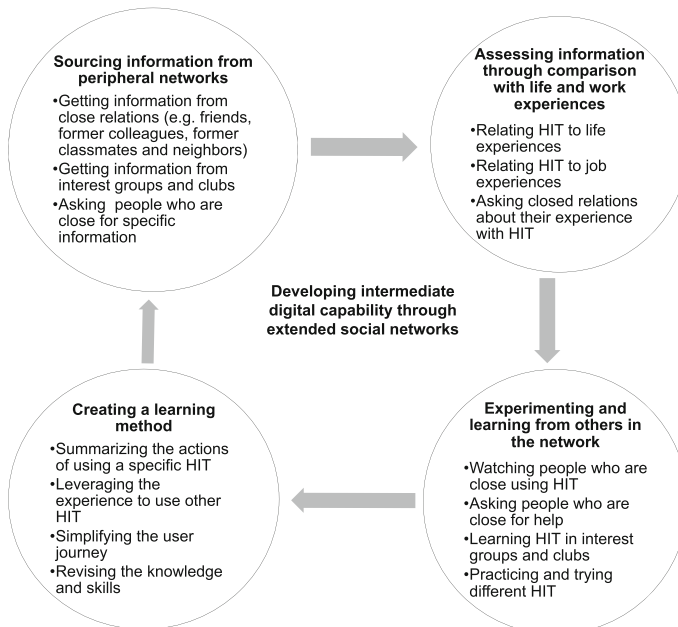 Sourcing information from
peripheral networks
•Getting information from
close relations (e.g. friends,
former colleagues, former
classmates and neighbors)
•Getting information from
interest groups and clubs
•Asking people who are
close for specific
information
Assessing information
through comparison
with life and work
experiences
•Relating HIT to life
experiences
•Relating HIT to job
experiences
•Asking closed relations
about their experience
with HIT
Developing intermediate
digital capability through
extended social networks
Creating a learning
method
•Summarizing the actions
of using a specific HIT
•Leveraging the
experience to use other
HIT
•Simplifying the user
journey
•Revising the knowledge
and skills
Experimenting and
learning from others in
the network
•Watching people who are
close using HIT
•Asking people who are
close for help
•Learning HIT in interest
groups and clubs
•Practicing and trying
different HIT